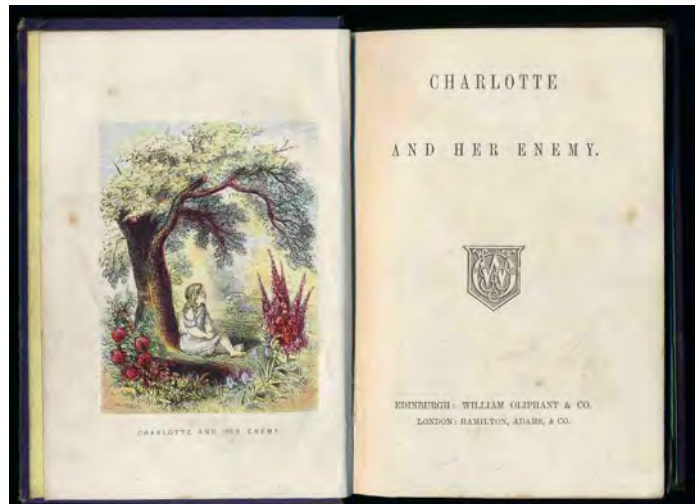 CHARLOTTE AND HER ENEMY
CHARLOTTE
AND HER ENEMY.
EDINBURGH: WILLIAM OLIPHANT & CO.
LONDON: HAMILTON, ADAMS, & CO.